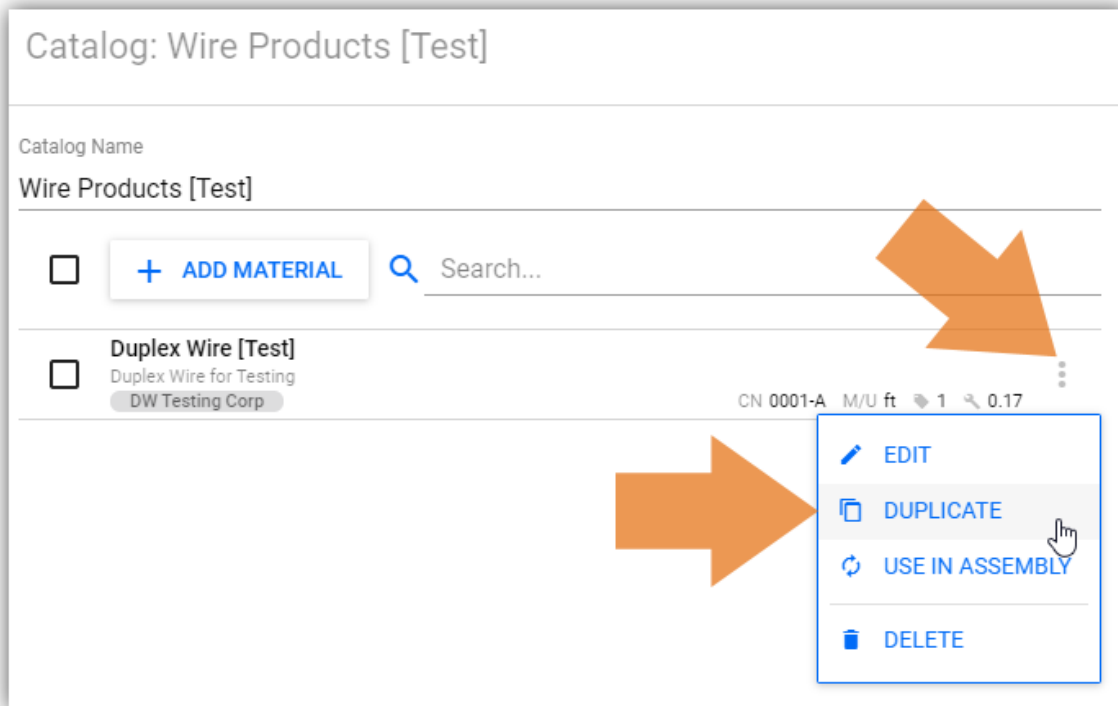 Catalog: Wire Products [Test]
Catalog Name
Wire Products [Test]
ADD MATERIAL
Search...
Duplex Wire [Test]
Duplex Wire for Testing
DW Testing Corp
CN 0001-A M/U ft 1 0.17
EDIT
DUPLICATE
USE IN ASSEMBLY
DELETE